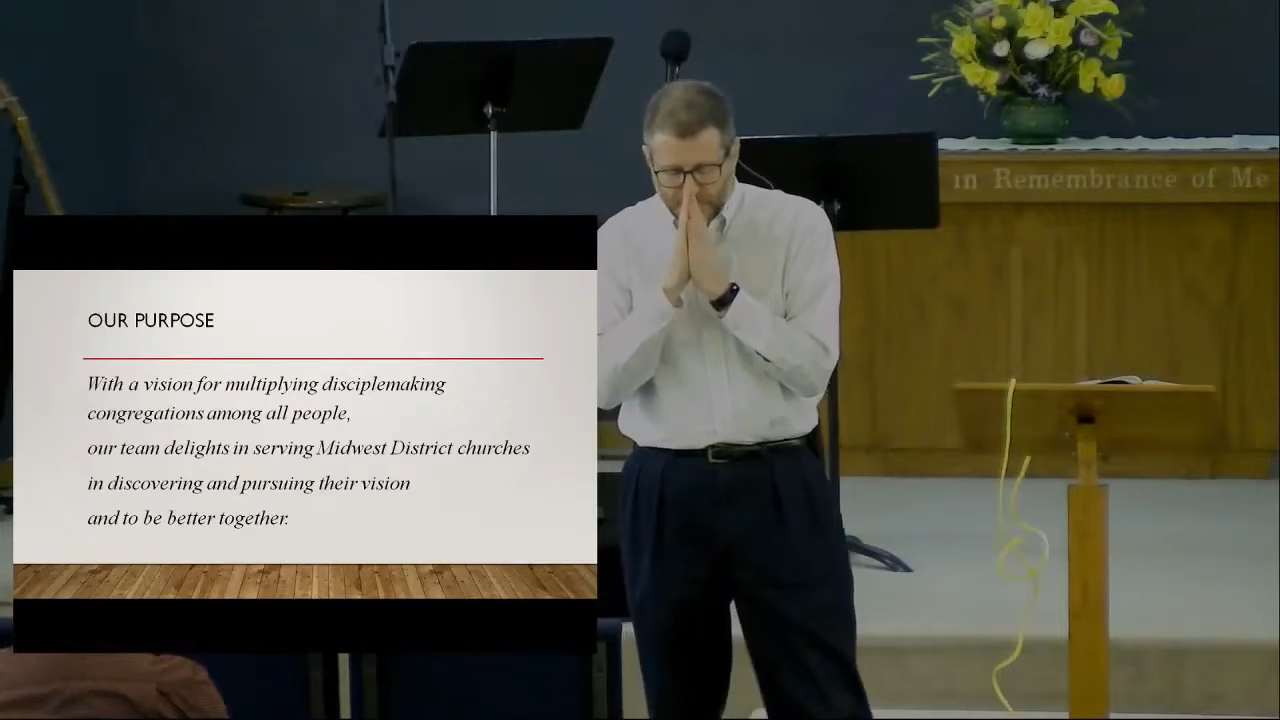 in Remembrance of Me
OUR PURPOSE
With a vision for multiplying disciplemaking
congregations among all people,
our team delights in serving Midwest District churches
in discovering and pursuing their vision
and to be better together.